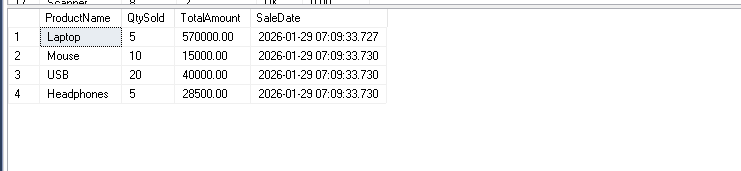 ProductName QtySold TotalAmount SaleDate
1 Laptop 5 570000.00 2026-01-29 07:09:33.727
2 Mouse 10 15000.00 2026-01-29 07:09:33.730
3 USB 20 40000.00 2026-01-29 07:09:33.730
4 Headphones 5 28500.00 2026-01-29 07:09:33.730